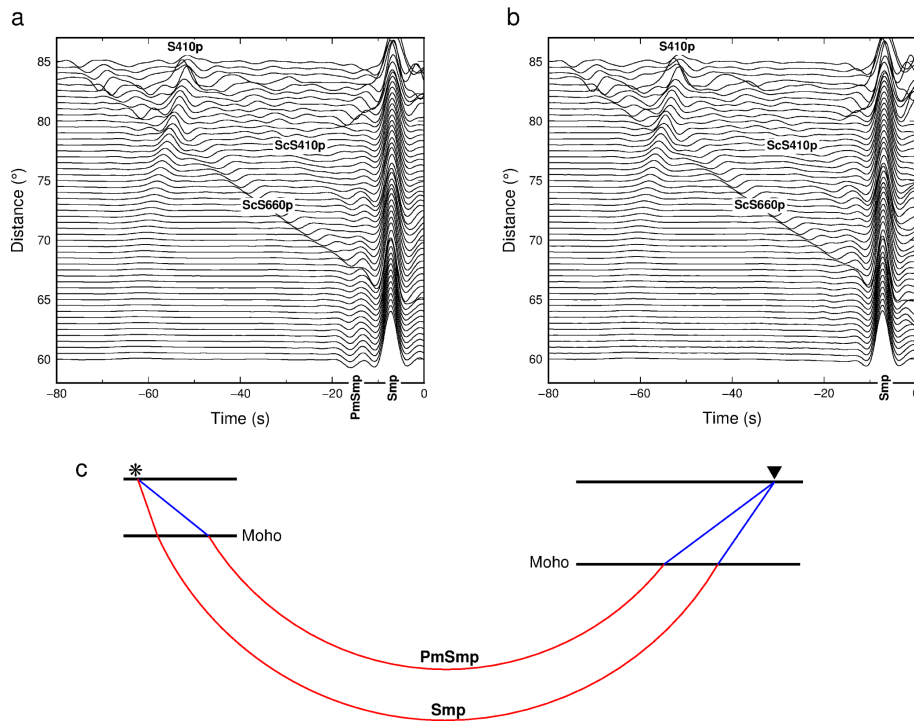 a
S410p
85
80
75
70
65
60
Distance (°)
ScS410p
ScS660p
−80
−60
−40
−20
0
PmSmp
Smp
Time (s)
b
S410p
85
80
75
70
65
60
Distance (°)
ScS410p
ScS660p
−80
−60
−40
−20
0
Smp
Time (s)
c
Moho
Moho
PmSmp
Smp